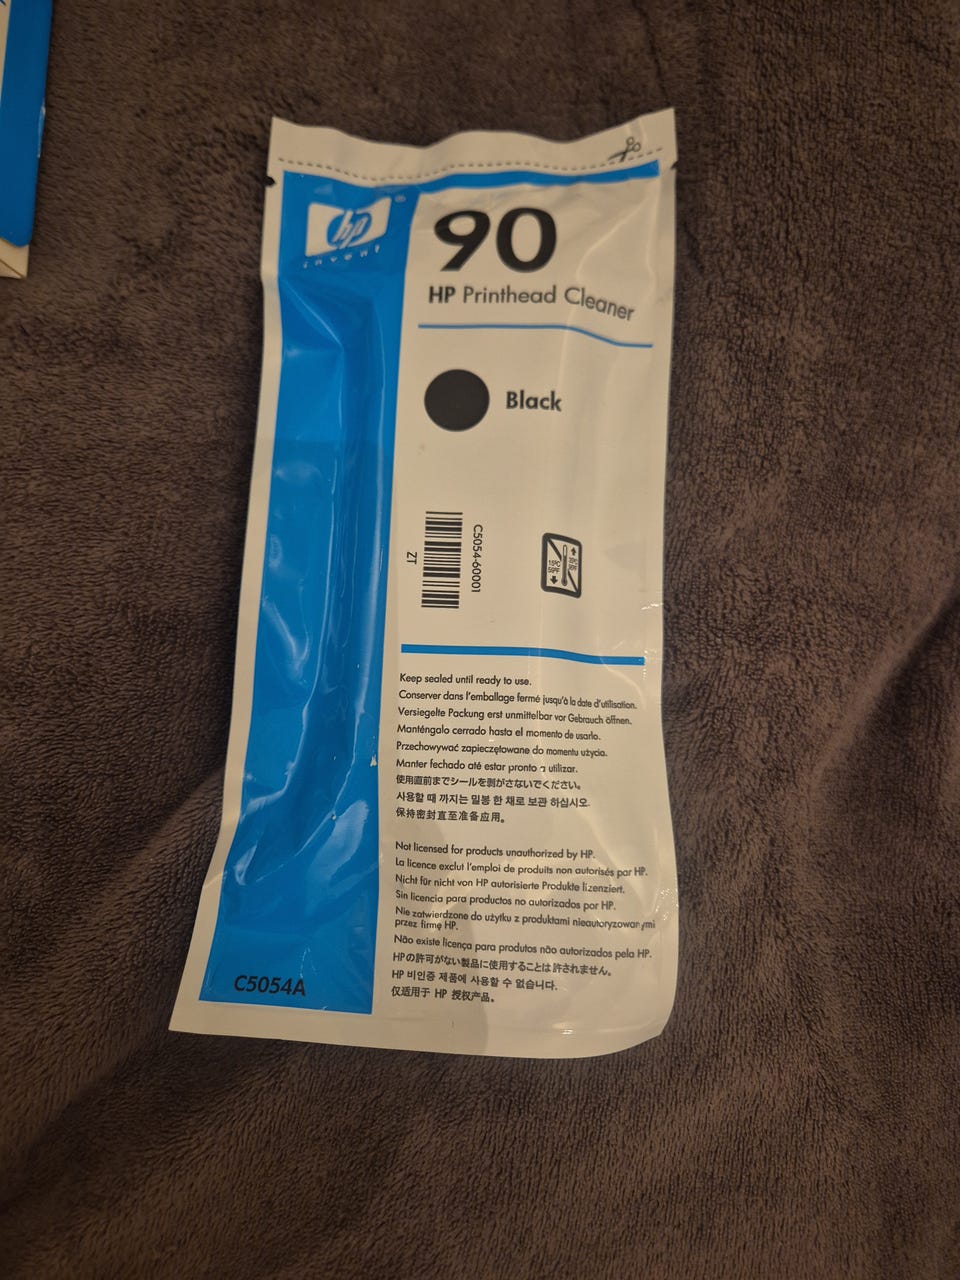 hp
®
invent
90
HP Printhead Cleaner
Black
C5054-60001
ZT
15ºC
59ºF
Keep sealed until ready to use.
Conserver dans l'emballage fermé jusqu'à la date d'utilisation.
Versiegelte Packung erst unmittelbar vor Gebrauch öffnen.
Manténgalo cerrado hasta el momento de usarlo.
Przechowywać zapieczętowane do momentu użycia.
Manter fechado até estar pronto a utilizar.
使用直前までシールを剥がさないでください。
사용할 때 까지는 밀봉 한 채로 보관 하십시오.
保持密封直至准备应用。
Not licensed for products unauthorized by HP.
La licence exclut l'emploi de produits non autorisés par HP.
Nicht für nicht von HP autorisierte Produkte lizenziert.
Sin licencia para productos no autorizados por HP.
Nie zatwierdzone do użytku z produktami nieautoryzowanymi
przez firmę HP.
Não existe licença para produtos não autorizados pela HP.
HPの許可がない製品に使用することは許されません。
HP 비인증 제품에 사용할 수 없습니다.
仅适用于 HP 授权产品。
C5054A